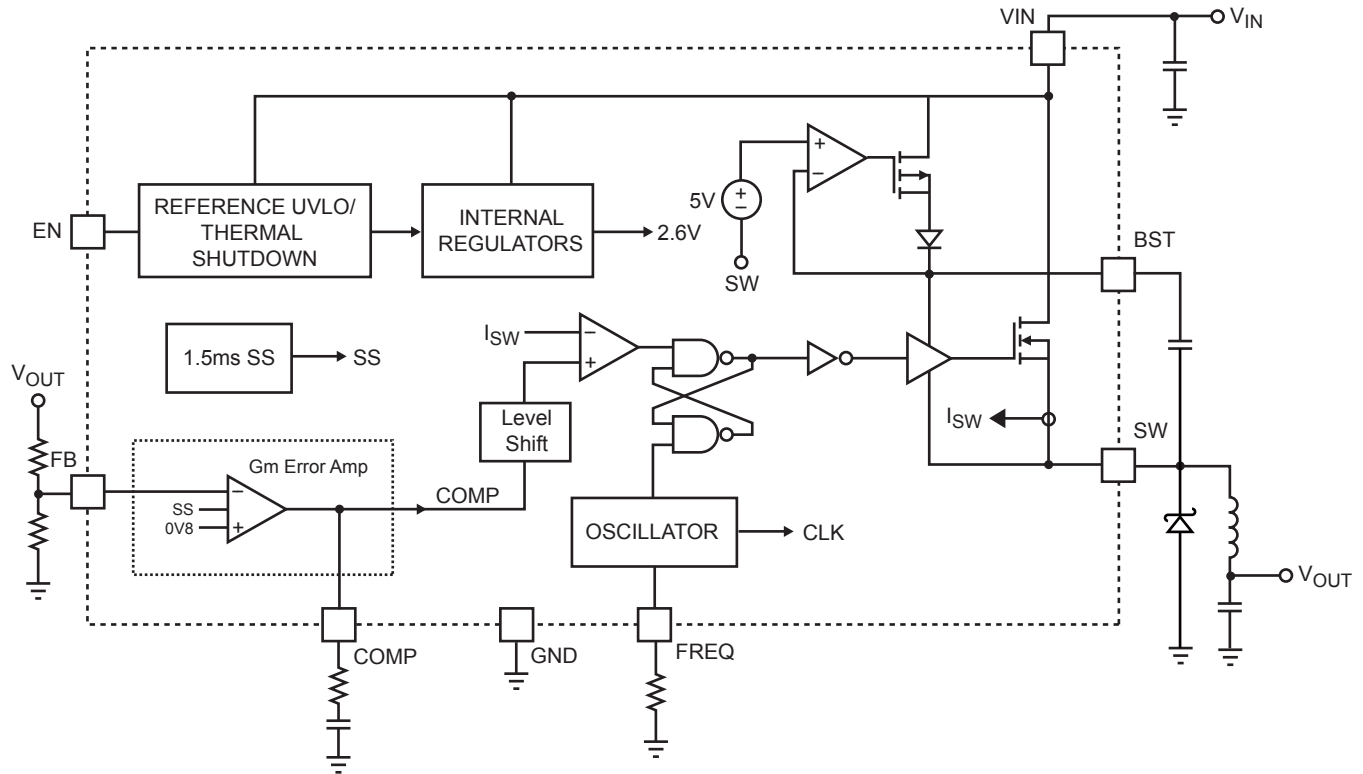 VIN
V_IN
EN
REFERENCE UVLO/
THERMAL
SHUTDOWN
INTERNAL
REGULATORS
2.6V
5V
+
−
+
−
SW
BST
1.5ms SS
SS
I_SW
−
+
Level
Shift
I_SW
SW
V_OUT
FB
Gm Error Amp
−
SS
0V8
+
COMP
OSCILLATOR
CLK
V_OUT
COMP
GND
FREQ